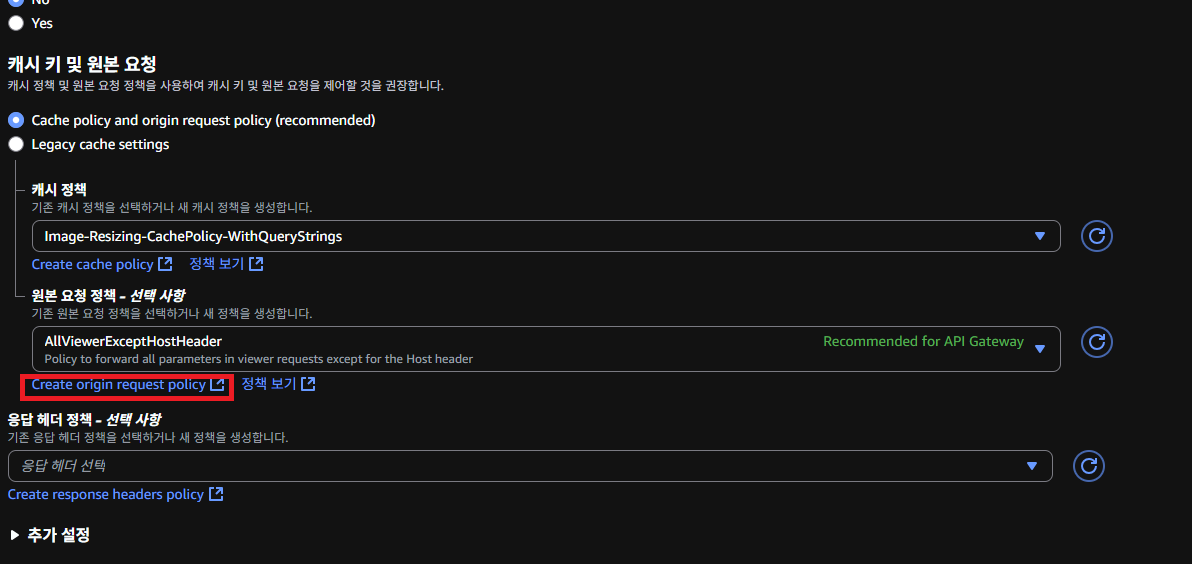 No
Yes
캐시 키 및 원본 요청
캐시 정책 및 원본 요청 정책을 사용하여 캐시 키 및 원본 요청을 제어할 것을 권장합니다.
Cache policy and origin request policy (recommended)
Legacy cache settings
캐시 정책
기존 캐시 정책을 선택하거나 새 캐시 정책을 생성합니다.
Image-Resizing-CachePolicy-WithQueryStrings
Create cache policy 정책 보기
원본 요청 정책 - 선택 사항
기존 원본 요청 정책을 선택하거나 새 정책을 생성합니다.
AllViewerExceptHostHeader Recommended for API Gateway
Policy to forward all parameters in viewer requests except for the Host header
Create origin request policy 정책 보기
응답 헤더 정책 - 선택 사항
기존 응답 헤더 정책을 선택하거나 새 정책을 생성합니다.
응답 헤더 선택
Create response headers policy
추가 설정